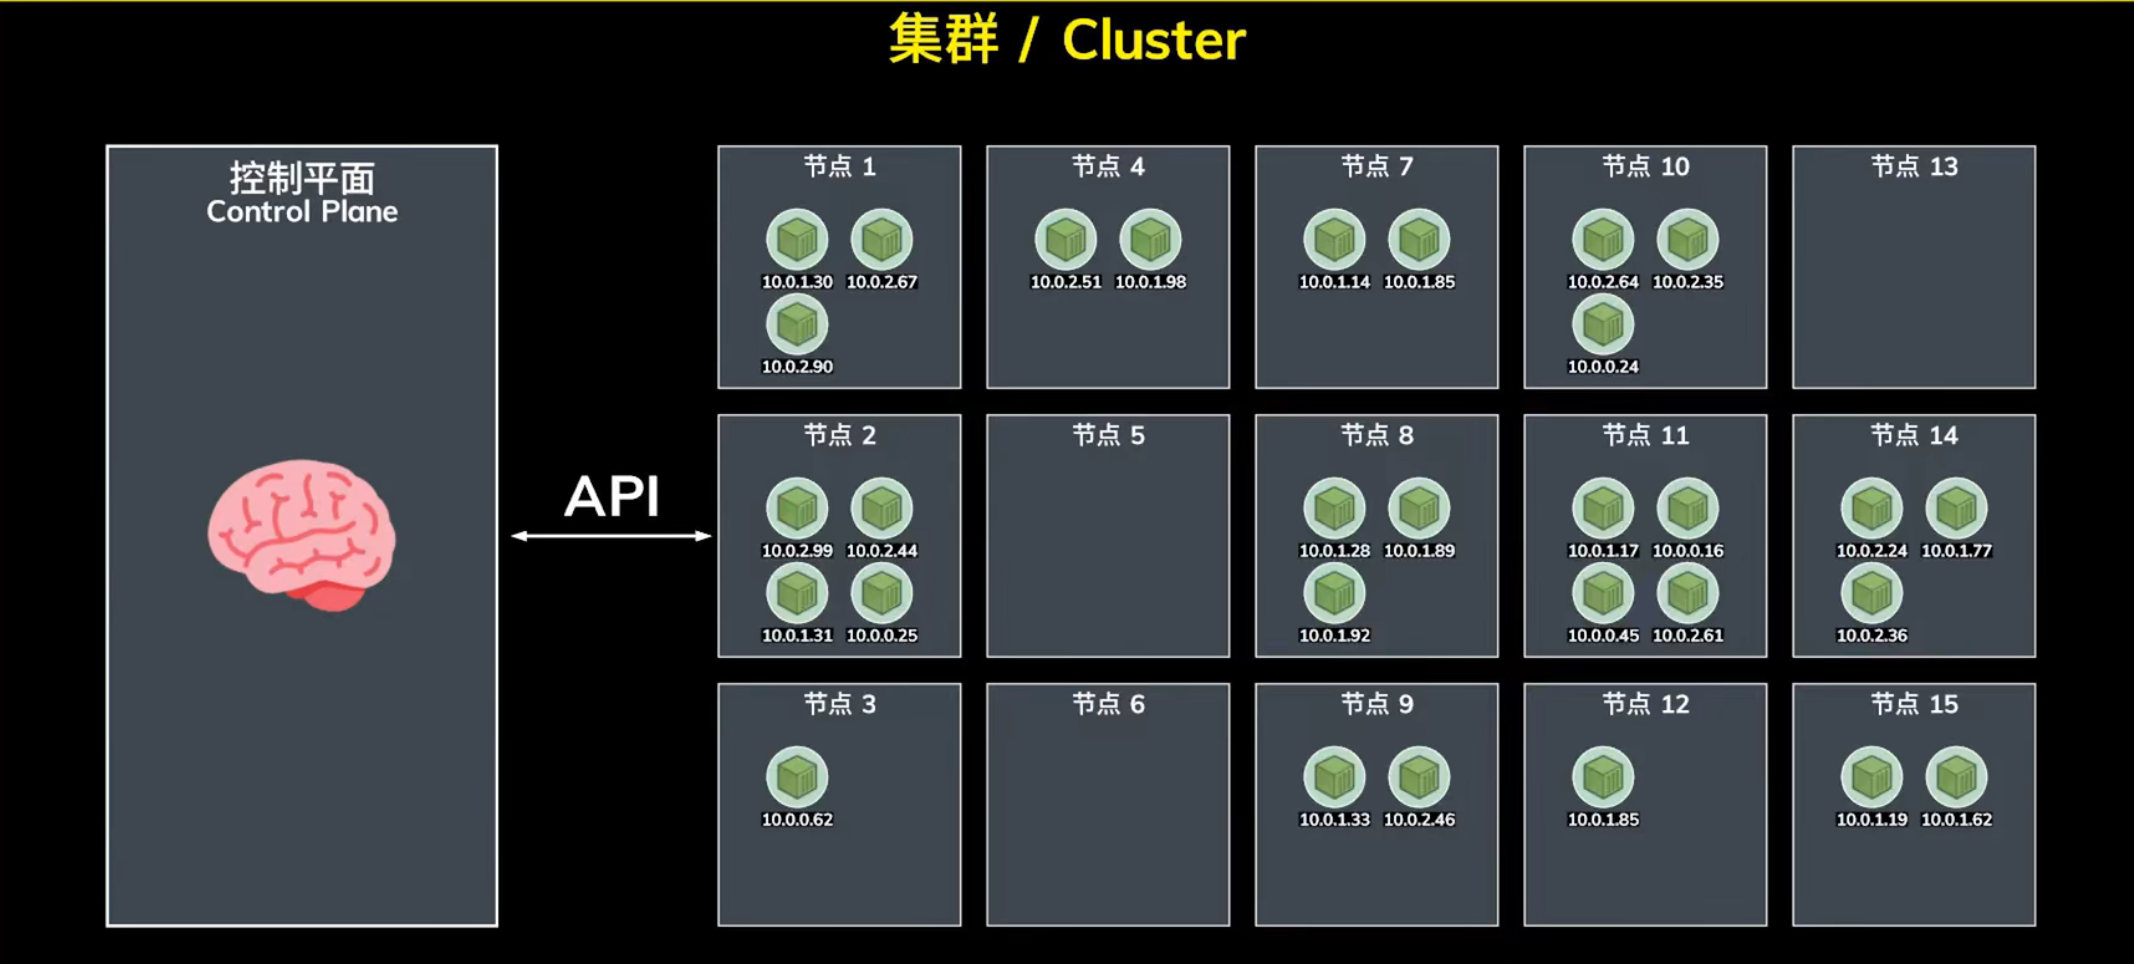 集群 / Cluster
控制平面
Control Plane
API
节点 1
10.0.1.30 10.0.2.67
10.0.2.90
节点 4
10.0.2.51 10.0.1.98
节点 7
10.0.1.14 10.0.1.85
节点 10
10.0.2.64 10.0.2.35
10.0.0.24
节点 13
节点 2
10.0.2.99 10.0.2.44
10.0.1.31 10.0.0.25
节点 5
节点 8
10.0.1.28 10.0.1.89
10.0.1.92
节点 11
10.0.1.17 10.0.0.16
10.0.0.45 10.0.2.61
节点 14
10.0.2.24 10.0.1.77
10.0.2.36
节点 3
10.0.0.62
节点 6
节点 9
10.0.1.33 10.0.2.46
节点 12
10.0.1.85
节点 15
10.0.1.19 10.0.1.62